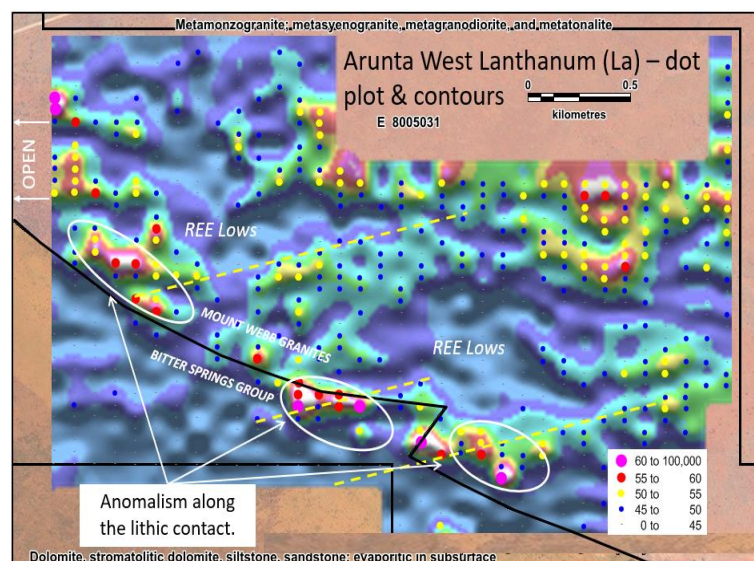 Metamonzogranite; metasyenogranite, metagranodiorite, and metatonalite
Arunta West Lanthanum (La) – dot
plot & contours
0 0.5
kilometres
E 8005031
OPEN
REE Lows
MOUNT WEBB GRANITES
BITTER SPRINGS GROUP
REE Lows
Anomalism along
the lithic contact.
60 to 100,000
55 to 60
50 to 55
45 to 50
0 to 45
Dolomite, stromatolitic dolomite, siltstone, sandstone; evaporitic in subsurface